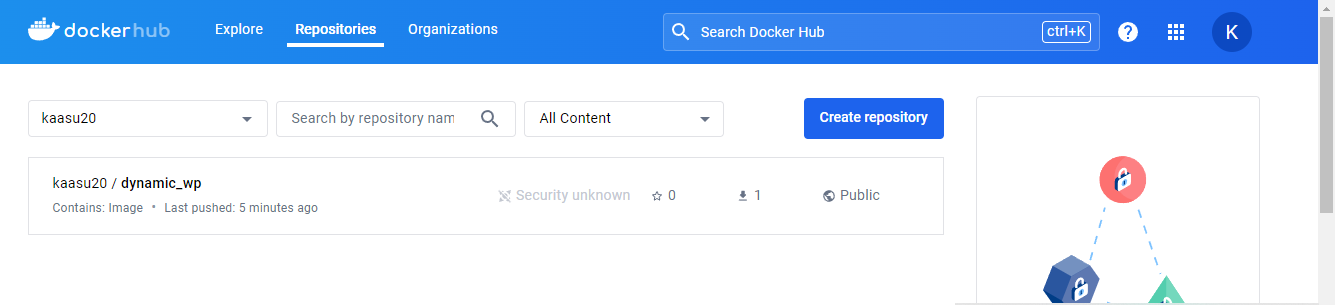 dockerhub Explore Repositories Organizations Search Docker Hub ctrl+K ? K
kaasu20 Search by repository nam All Content Create repository
kaasu20 / dynamic_wp
Security unknown 0 1 Public
Contains: Image • Last pushed: 5 minutes ago